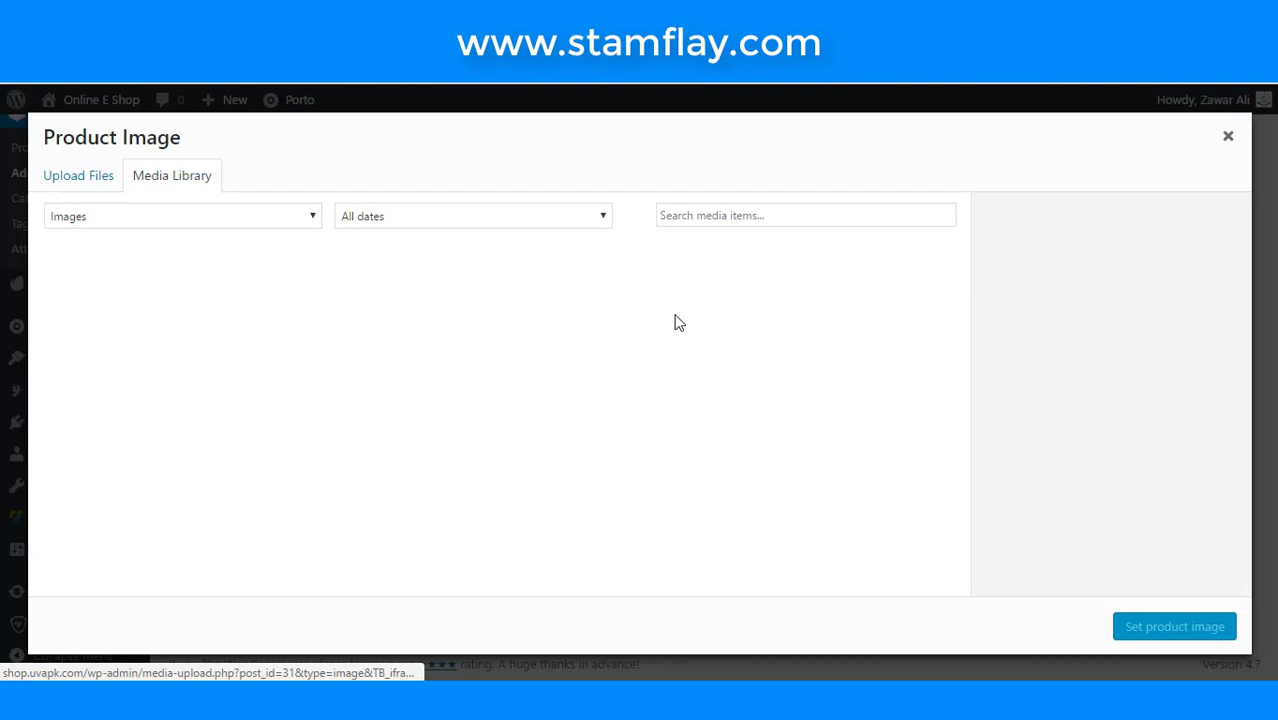 www.stamflay.com
Online E Shop 0 New Porto Howdy, Zawar Ali
Product Image
Upload Files Media Library
Images All dates Search media items...
Set product image
rating. A huge thanks in advance! Version 4.7
shop.uvapk.com/wp-admin/media-upload.php?post_id=31&type=image&TB_ifra...